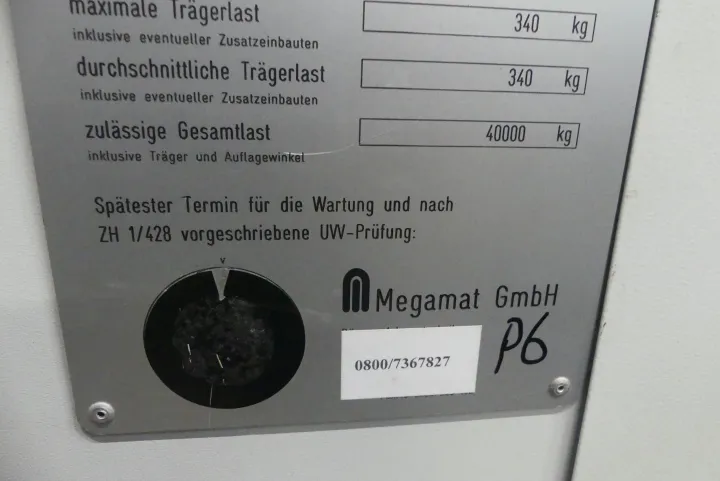 maximale Trägerlast
340 kg
inklusive eventueller Zusatzeinbauten
durchschnittliche Trägerlast
340 kg
inklusive eventueller Zusatzeinbauten
zulässige Gesamtlast
40000 kg
inklusive Träger und Auflagewinkel
Spätester Termin für die Wartung und nach
ZH 1/428 vorgeschriebene UVV-Prüfung:
v
Megamat GmbH
0800/7367827
P6